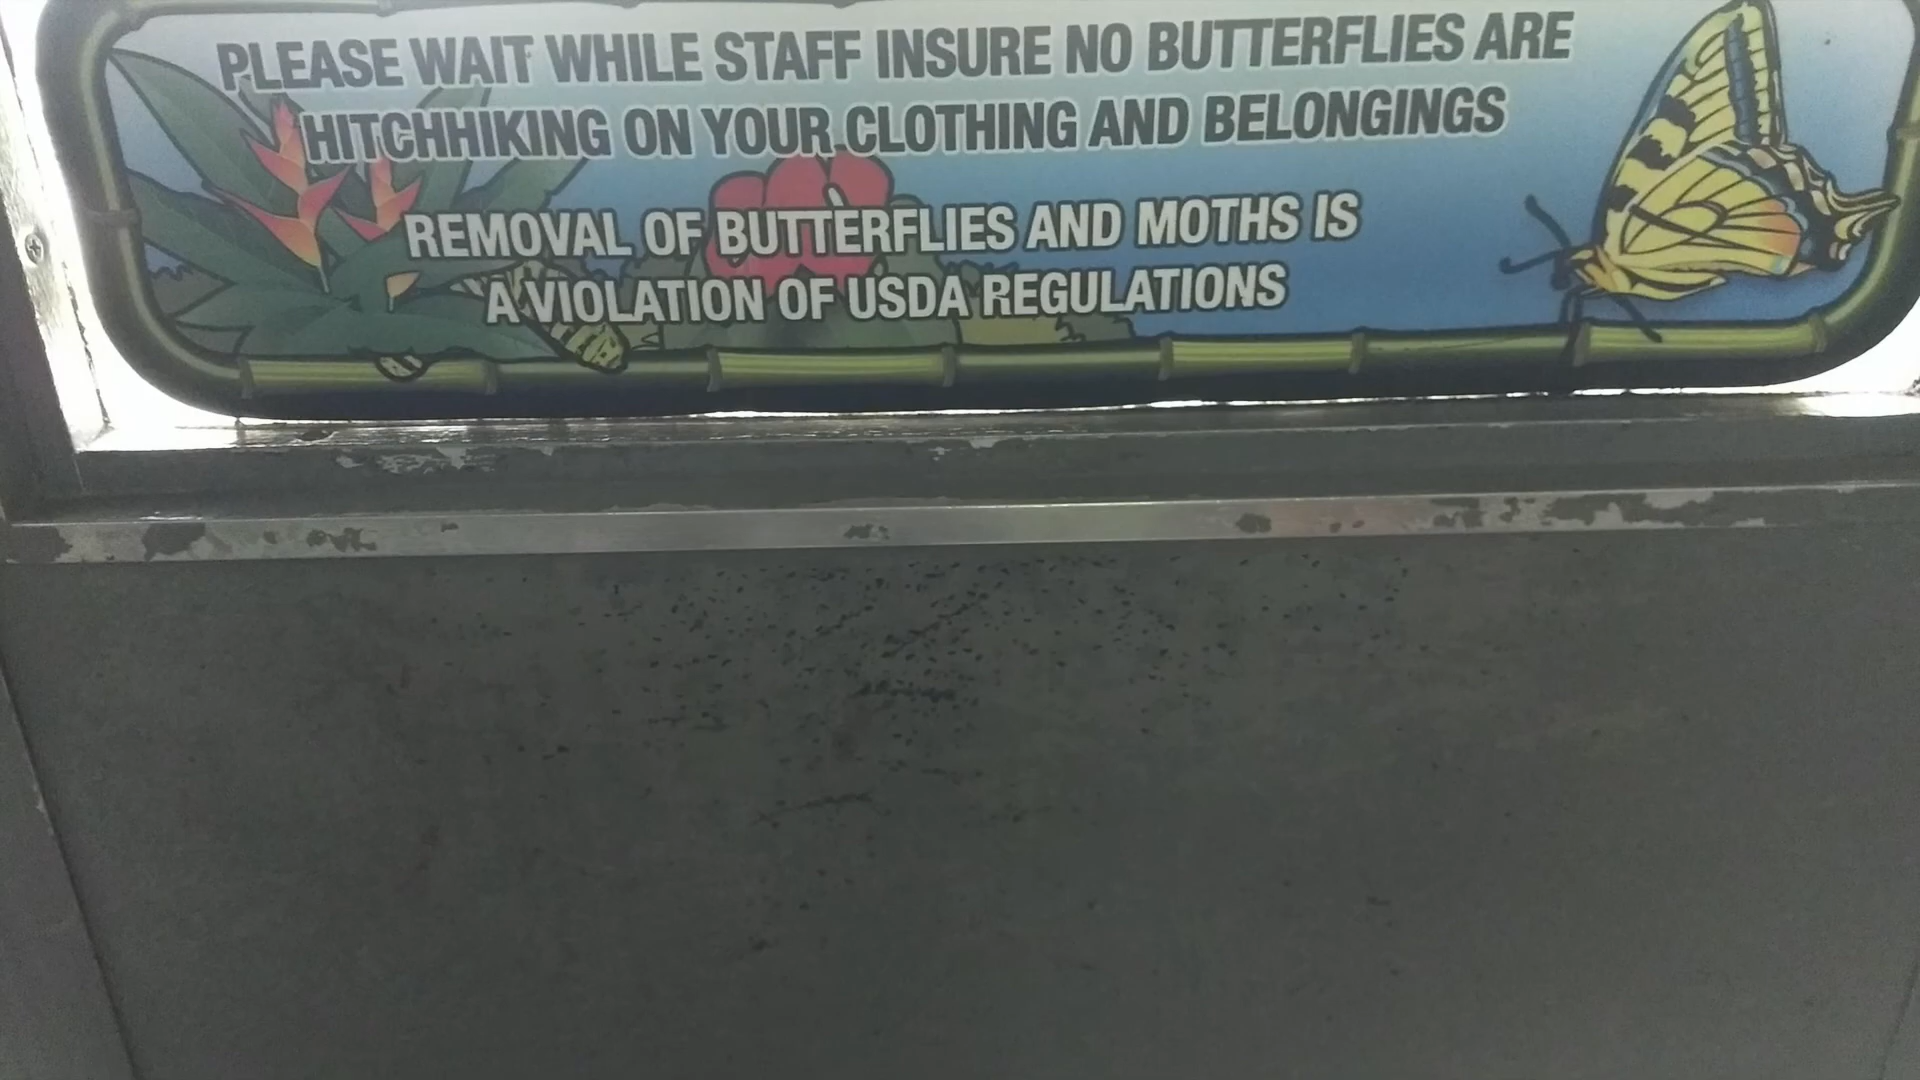 PLEASE WAIT WHILE STAFF INSURE NO BUTTERFLIES ARE
HITCHHIKING ON YOUR CLOTHING AND BELONGINGS
REMOVAL OF BUTTERFLIES AND MOTHS IS
A VIOLATION OF USDA REGULATIONS